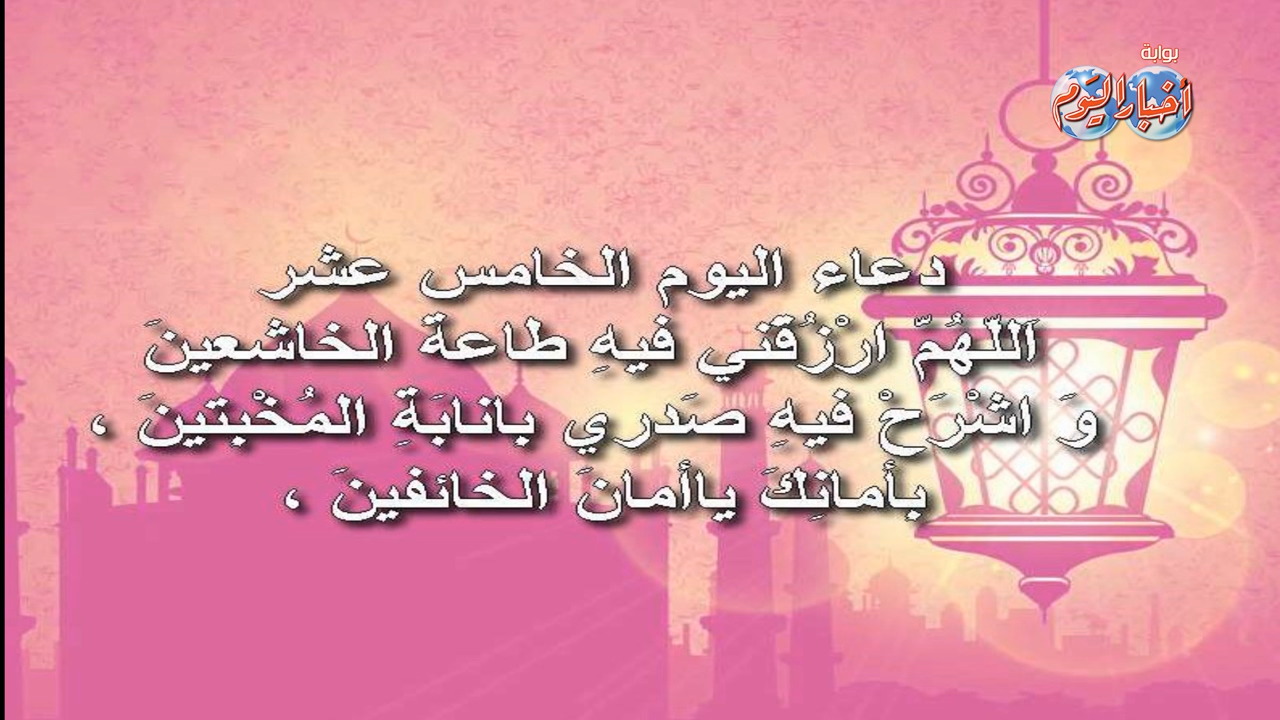 بوابة
أخبار اليوم
دعاء اليوم الخامس عشر
اَللّهُمّ ارْزُقني فيهِ طاعة الخاشعينَ
وَ اشْرَحْ فيهِ صَدري بانابَةِ المُخْبتينَ ،
بأمانِكَ ياأمانَ الخائفينَ ،